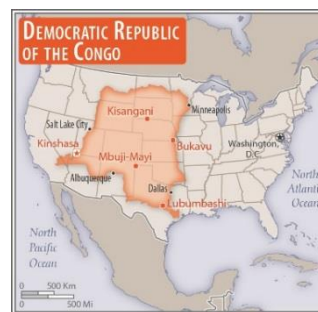 DEMOCRATIC REPUBLIC
OF THE CONGO
Kisangani
Minneapolis
Salt Lake City
Kinshasa
Bukavu
Washington,
D.C.
Mbuji-Mayi
Albuquerque
Dallas
Lubumbashi
North
Atlantic
Ocean
North
Pacific
Ocean
0 500 Km
0 500 Mi